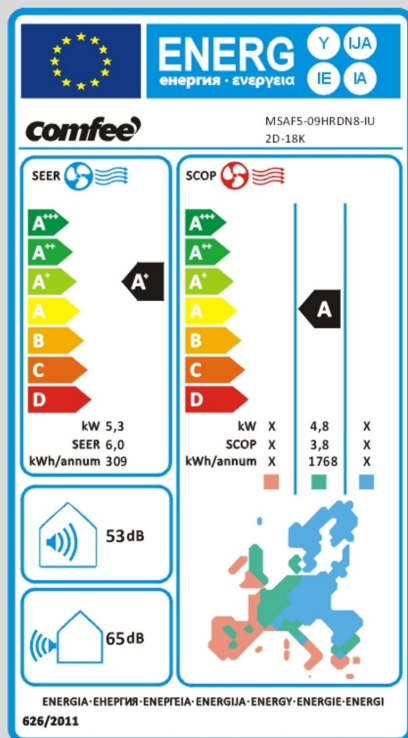 ENERG
енергия · ενεργεια
Y IJA
IE IA
comfee'
MSAF5-09HRDN8-IU
2D-18K
SEER
A+++
A++
A+
A
B
C
D
A+
kW 5,3
SEER 6,0
kWh/annum 309
SCOP
A+++
A++
A+
A
B
C
D
A
kW X 4,8 X
SCOP X 3,8 X
kWh/annum X 1768 X
53dB
65dB
ENERGIA·ЕНЕРГИЯ·ΕΝΕΡΓΕΙΑ·ENERGIJA·ENERGY·ENERGIE·ENERGI
626/2011